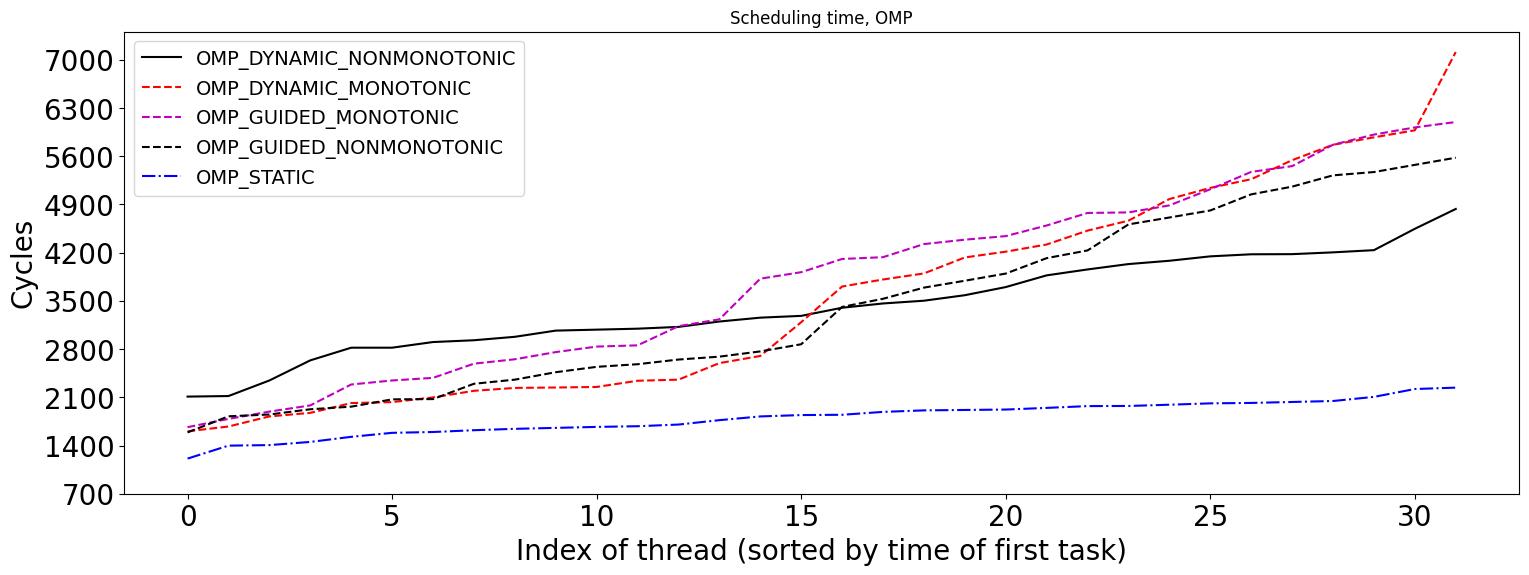 Scheduling time, OMP
7000
6300
5600
4900
4200
3500
2800
2100
1400
700
Cycles
OMP_DYNAMIC_NONMONOTONIC
OMP_DYNAMIC_MONOTONIC
OMP_GUIDED_MONOTONIC
OMP_GUIDED_NONMONOTONIC
OMP_STATIC
0 5 10 15 20 25 30
Index of thread (sorted by time of first task)